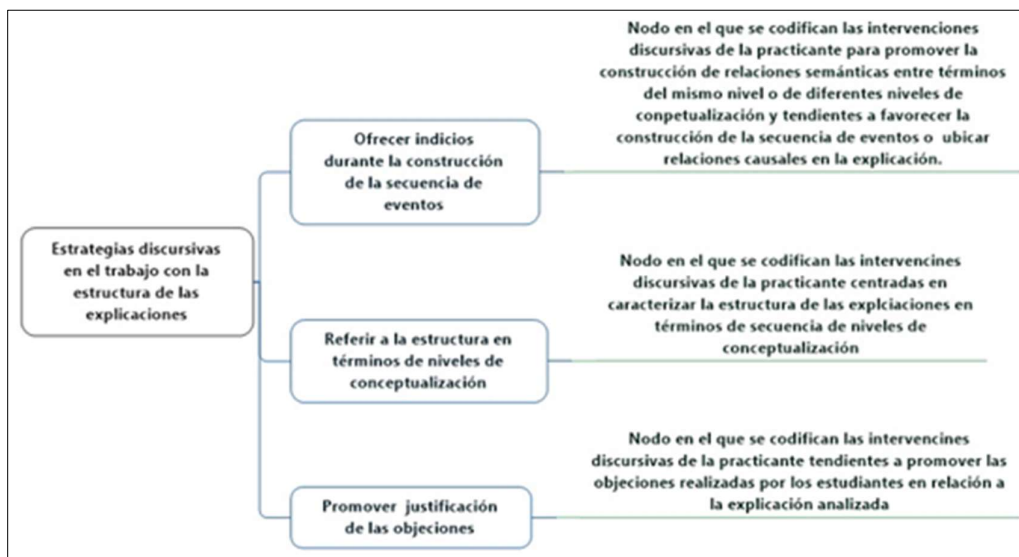 Nodo en el que se codifican las intervenciones
discursivas de la practicante para promover la
construcción de relaciones semánticas entre términos
del mismo nivel o de diferentes niveles de
conpetualización y tendientes a favorecer la
construcción de la secuencia de eventos o ubicar
relaciones causales en la explicación.
Ofrecer indicios
durante la construcción
de la secuencia de
eventos
Estrategias discursivas
en el trabajo con la
estructura de las
explicaciones
Nodo en el que se codifican las intervencines
discursivas de la practicante centradas en
caracterizar la estructura de las explciaciones en
términos de secuencia de niveles de
conceptualización
Referir a la estructura en
términos de niveles de
conceptualización
Nodo en el que se codifican las intervencines
discursivas de la practicante tendientes a promover las
objeciones realizadas por los estudiantes en relación a
la explicación analizada
Promover justificación
de las objeciones